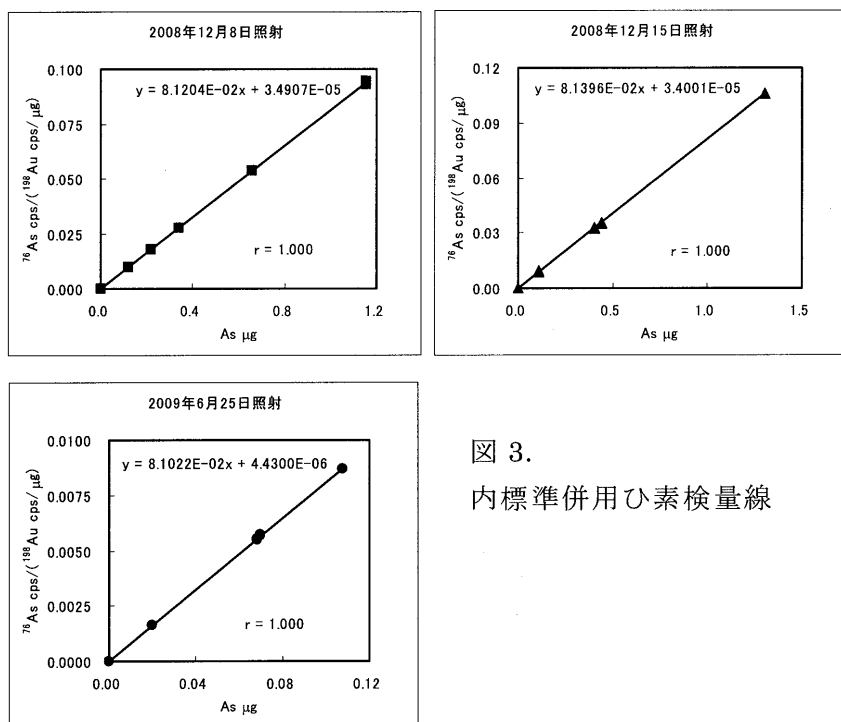 2008年12月8日照射
y = 8.1204E-02x + 3.4907E-05
r = 1.000
⁷⁶As cps/(¹⁹⁸Au cps/μg)
0.100
0.075
0.050
0.025
0.000
0.0 0.4 0.8 1.2
As μg
2008年12月15日照射
y = 8.1396E-02x + 3.4001E-05
r = 1.000
⁷⁶As cps/(¹⁹⁸Au cps/μg)
0.12
0.09
0.06
0.03
0.00
0.0 0.5 1.0 1.5
As μg
2009年6月25日照射
y = 8.1022E-02x + 4.4300E-06
r = 1.000
⁷⁶As cps/(¹⁹⁸Au cps/μg)
0.0100
0.0075
0.0050
0.0025
0.0000
0.00 0.04 0.08 0.12
As μg
図 3.
内標準併用ひ素検量線